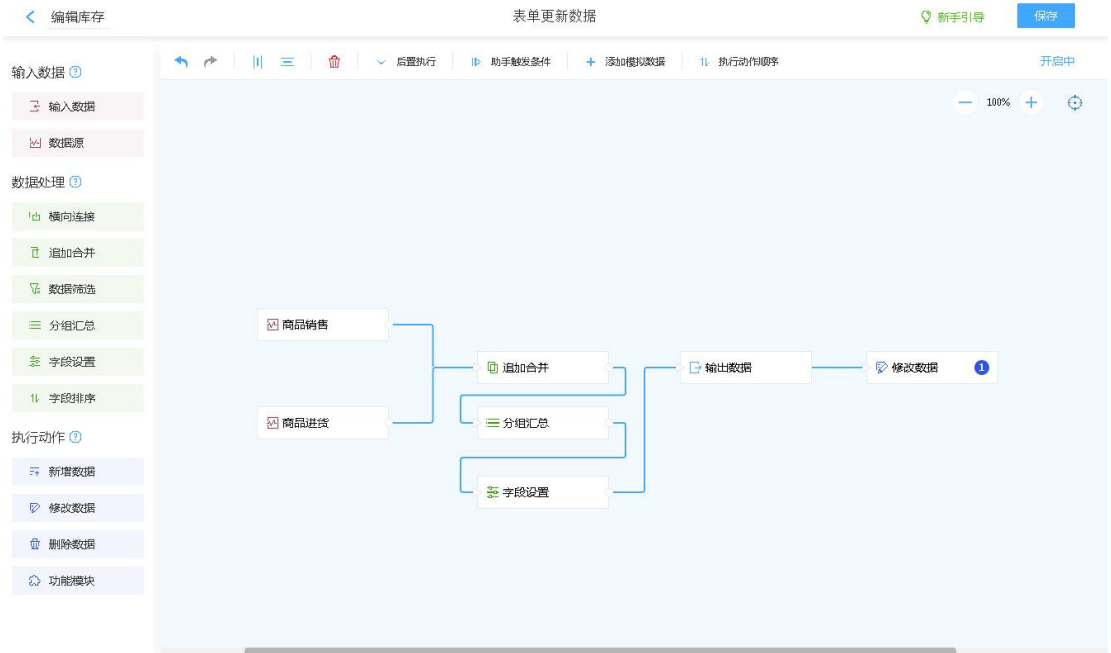 编辑库存
表单更新数据
新手引导
保存
输入数据
输入数据
数据源
数据处理
横向连接
追加合并
数据筛选
分组汇总
字段设置
字段排序
执行动作
新增数据
修改数据
删除数据
功能模块
后置执行
助手触发条件
添加模拟数据
执行动作顺序
开启中
100%
商品销售
商品进货
追加合并
分组汇总
字段设置
输出数据
修改数据 1